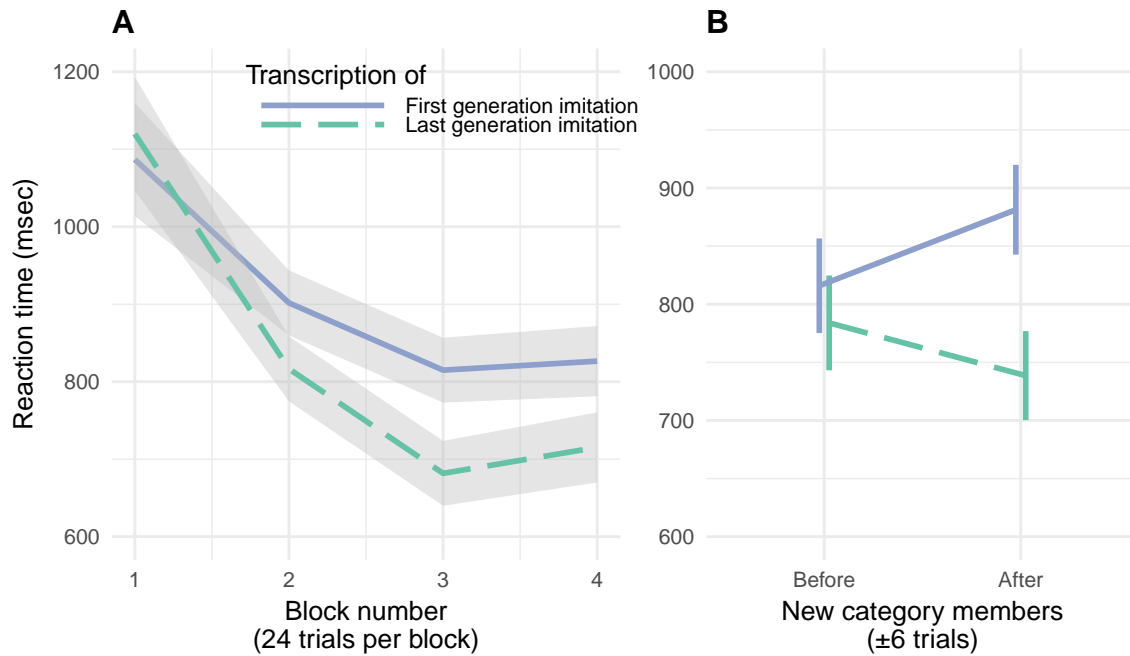 A
Reaction time (msec)
1200
1000
800
600
Transcription of
First generation imitation
Last generation imitation
1 2 3 4
Block number
(24 trials per block)
B
1000
900
800
700
600
Before After
New category members
(±6 trials)